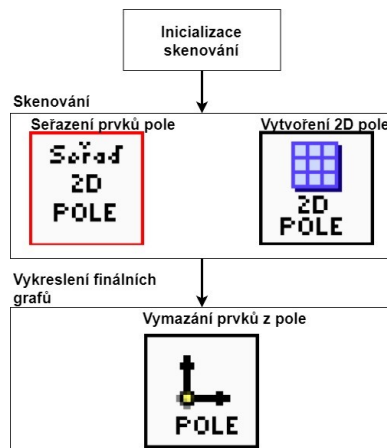 Inicializace
skenování
Skenování
Seřazení prvků pole
Vytvoření 2D pole
Seřaď
2D
POLE
2D
POLE
Vykreslení finálních
grafů
Vymazání prvků z pole
POLE